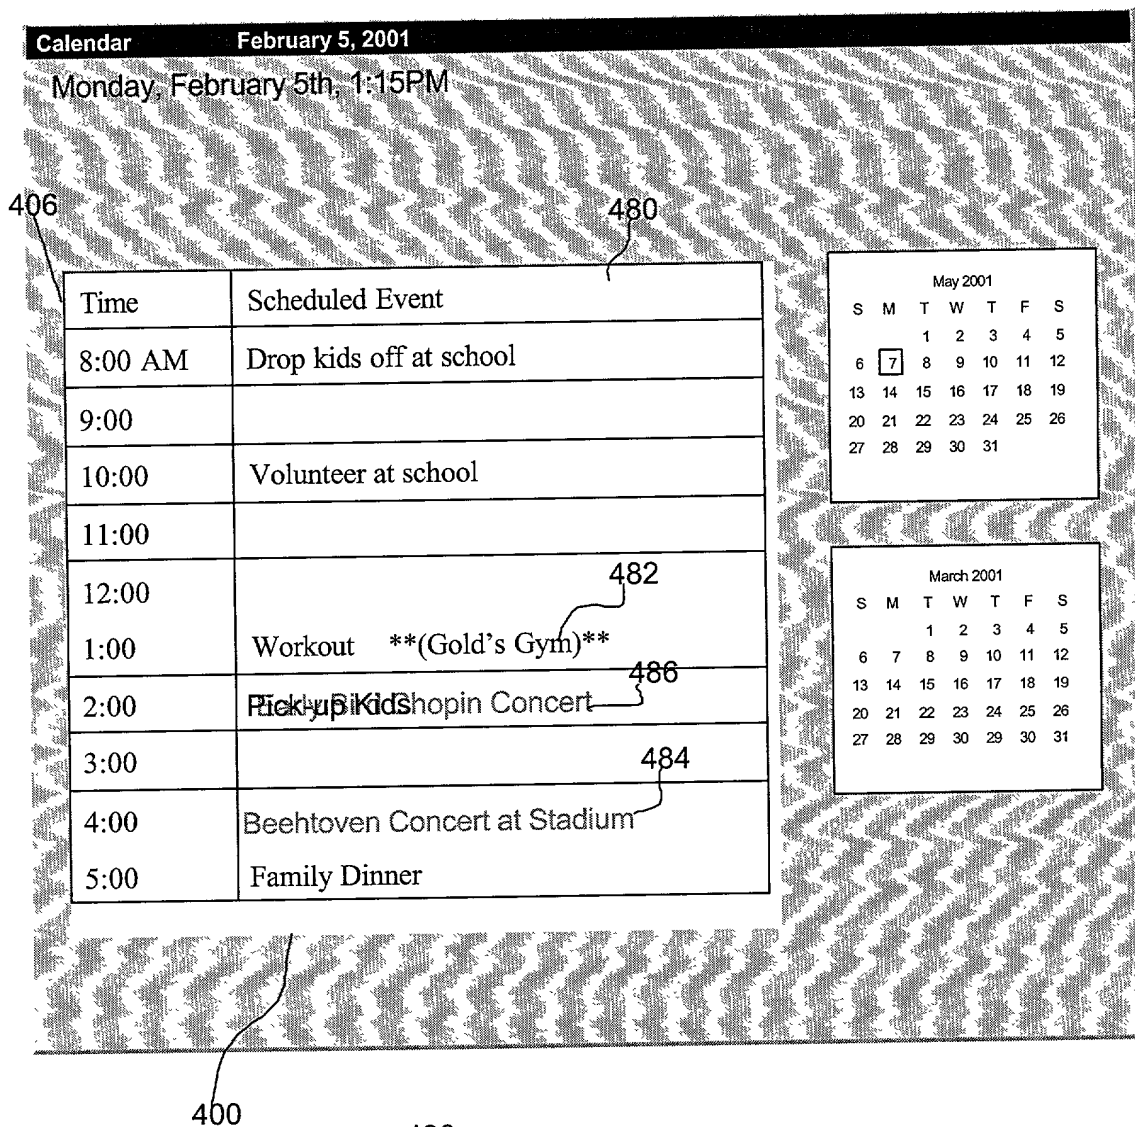 Calendar February 5, 2001
Monday, February 5th, 1:15PM
406
480
Time Scheduled Event
8:00 AM Drop kids off at school
9:00
10:00 Volunteer at school
11:00
482
12:00
1:00 Workout **(Gold's Gym)**
486
2:00 Pick-up Kids Chopin Concert
3:00
484
4:00 Beehtoven Concert at Stadium
5:00 Family Dinner
May 2001
S M T W T F S
1 2 3 4 5
6 7 8 9 10 11 12
13 14 15 16 17 18 19
20 21 22 23 24 25 26
27 28 29 30 31
March 2001
S M T W T F S
1 2 3 4 5
6 7 8 9 10 11 12
13 14 15 16 17 18 19
20 21 22 23 24 25 26
27 28 29 30 29 30 31
400